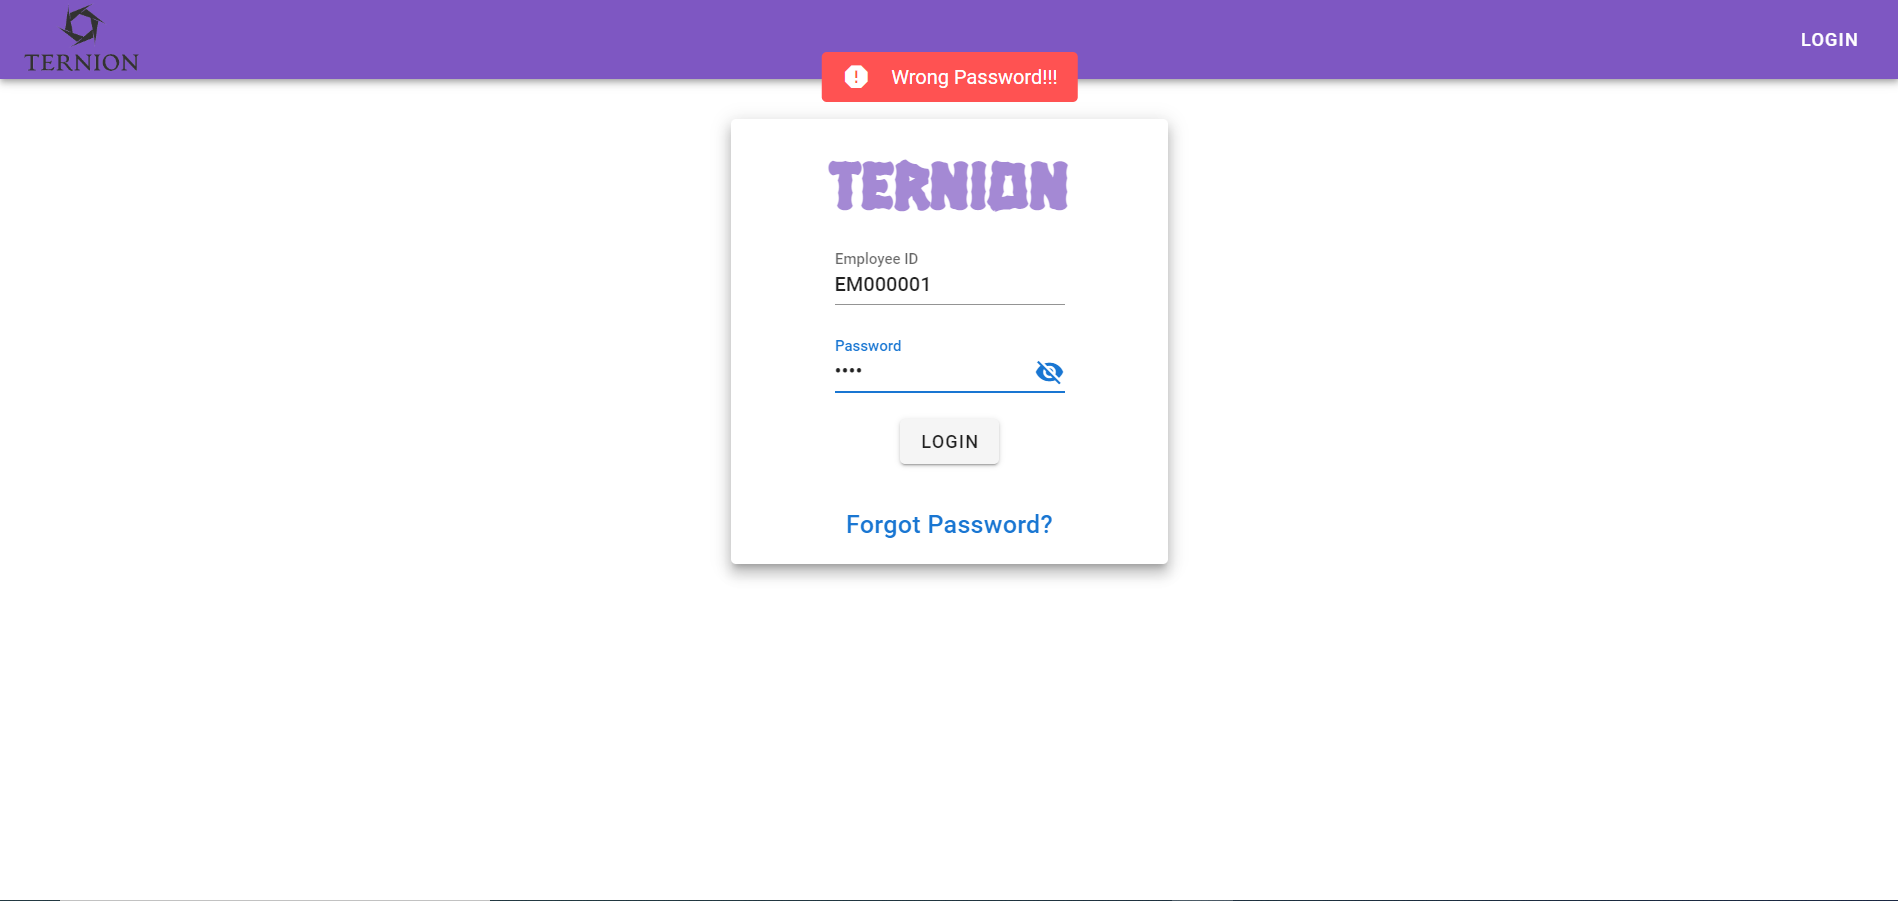 TERNION
LOGIN
Wrong Password!!!
TERNION
Employee ID
EM000001
Password
••••
LOGIN
Forgot Password?